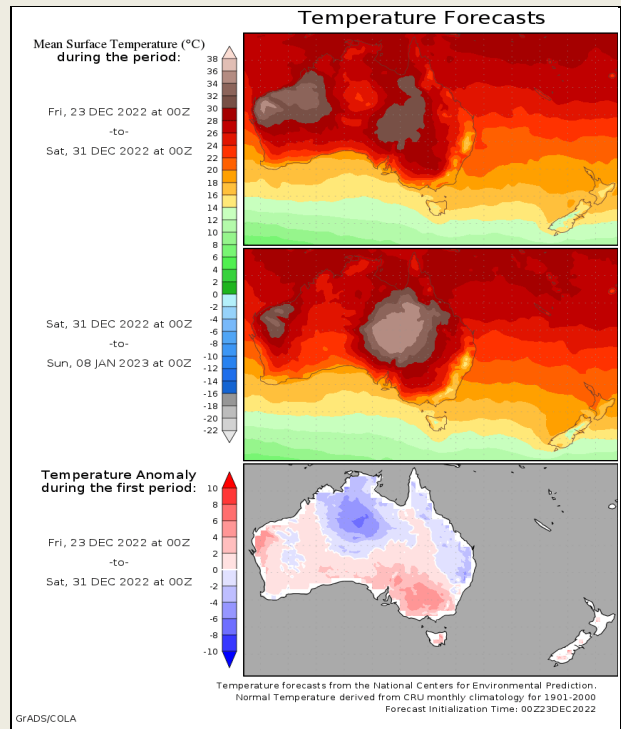 Temperature Forecasts
Mean Surface Temperature (°C)
during the period:
Fri, 23 DEC 2022 at 00Z
-to-
Sat, 31 DEC 2022 at 00Z
38
36
34
32
30
28
26
24
22
20
18
16
14
12
10
8
6
4
2
0
-2
-4
-6
-8
-10
-12
-14
-16
-18
-20
-22
Sat, 31 DEC 2022 at 00Z
-to-
Sun, 08 JAN 2023 at 00Z
Temperature Anomaly
during the first period:
Fri, 23 DEC 2022 at 00Z
-to-
Sat, 31 DEC 2022 at 00Z
10
8
6
4
2
0
-2
-4
-6
-8
-10
Temperature forecasts from the National Centers for Environmental Prediction.
Normal Temperature derived from CRU monthly climatology for 1901-2000
Forecast Initialization Time: 00Z23DEC2022
GrADS/COLA